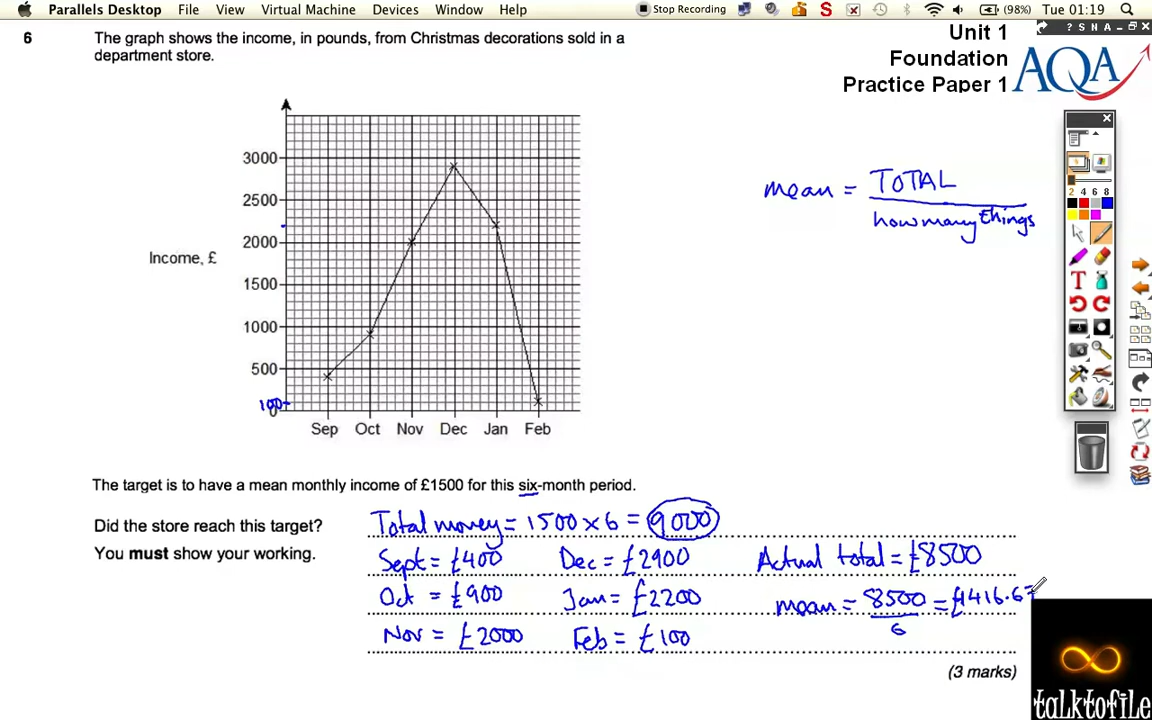 Parallels Desktop File View Virtual Machine Devices Window Help Stop Recording (98%) Tue 01:19
6 The graph shows the income, in pounds, from Christmas decorations sold in a
department store.
Unit 1
Foundation
Practice Paper 1
AQA
? S N A
2 4 6 8
3000
2500
2000
1500
1000
500
100
0
Income, £
Sep Oct Nov Dec Jan Feb
mean = TOTAL
how many things
The target is to have a mean monthly income of £1500 for this six-month period.
Did the store reach this target?
You must show your working.
Total money = 1500 x 6 = 9000
Sept = £400 Dec = £2900 Actual total = £8500
Oct = £900 Jan = £2200 mean = 8500 = £1416.67
6
Nov = £2000 Feb = £100
(3 marks)
talktofile